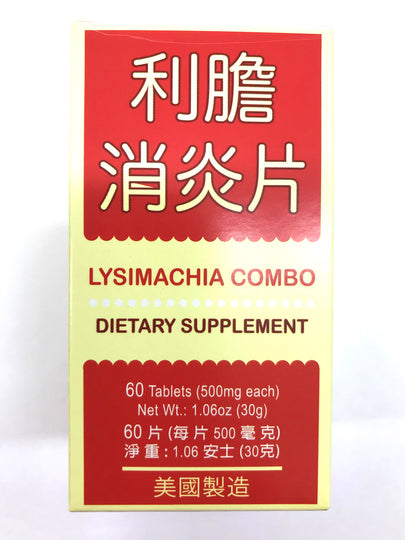 利膽
消炎片
LYSIMACHIA COMBO
DIETARY SUPPLEMENT
60 Tablets (500mg each)
Net Wt.: 1.06oz (30g)
60 片 (每片 500 毫克)
淨重: 1.06 安士 (30克)
美國製造